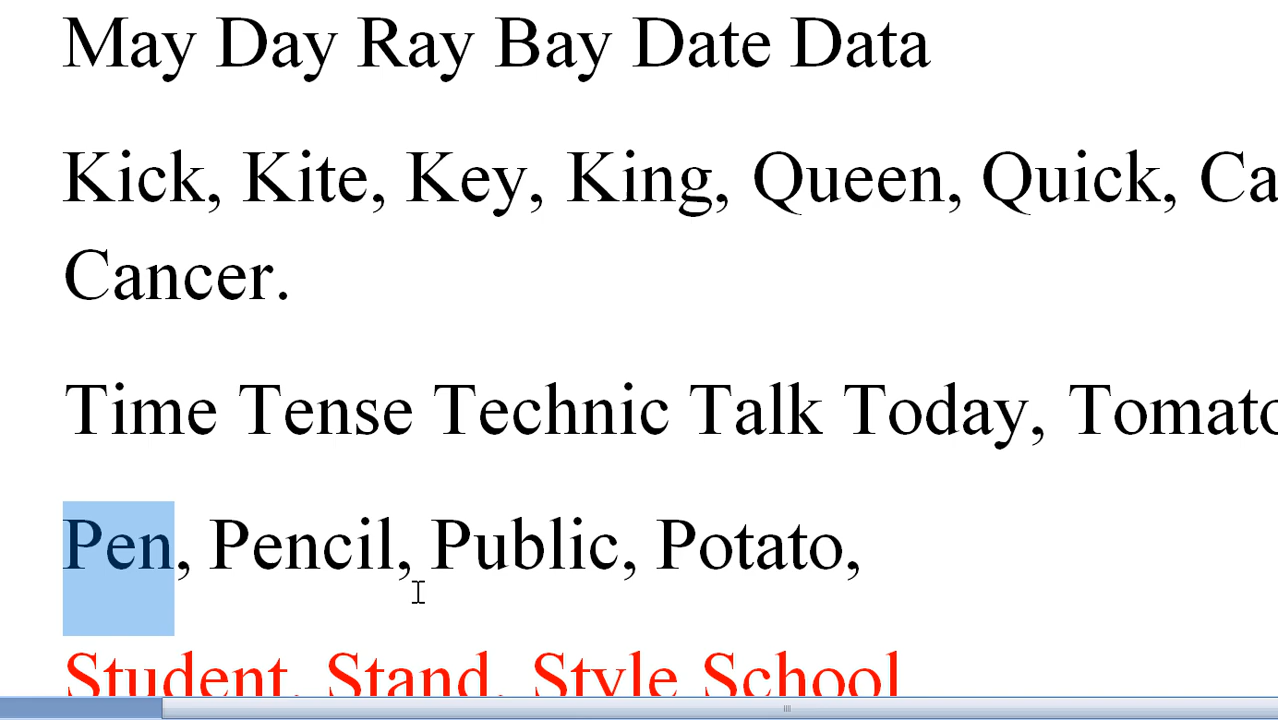 May Day Ray Bay Date Data
Kick, Kite, Key, King, Queen, Quick, Ca
Cancer.
Time Tense Technic Talk Today, Tomato
Pen, Pencil, Public, Potato,
Student, Stand, Style School